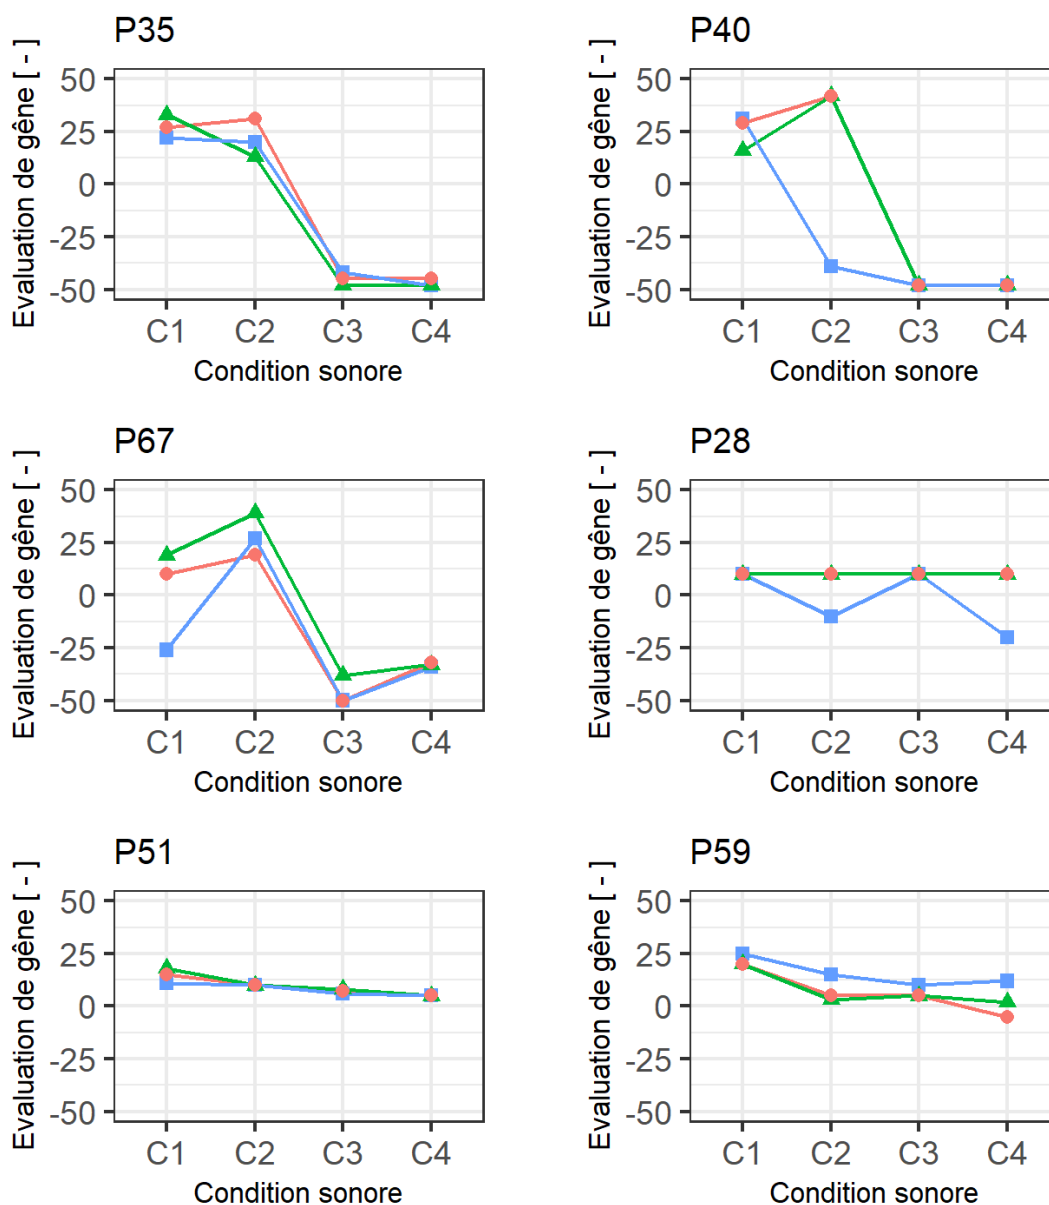 P35
Evaluation de gêne [ - ]
50
25
0
-25
-50
C1 C2 C3 C4
Condition sonore
P40
Evaluation de gêne [ - ]
50
25
0
-25
-50
C1 C2 C3 C4
Condition sonore
P67
Evaluation de gêne [ - ]
50
25
0
-25
-50
C1 C2 C3 C4
Condition sonore
P28
Evaluation de gêne [ - ]
50
25
0
-25
-50
C1 C2 C3 C4
Condition sonore
P51
Evaluation de gêne [ - ]
50
25
0
-25
-50
C1 C2 C3 C4
Condition sonore
P59
Evaluation de gêne [ - ]
50
25
0
-25
-50
C1 C2 C3 C4
Condition sonore